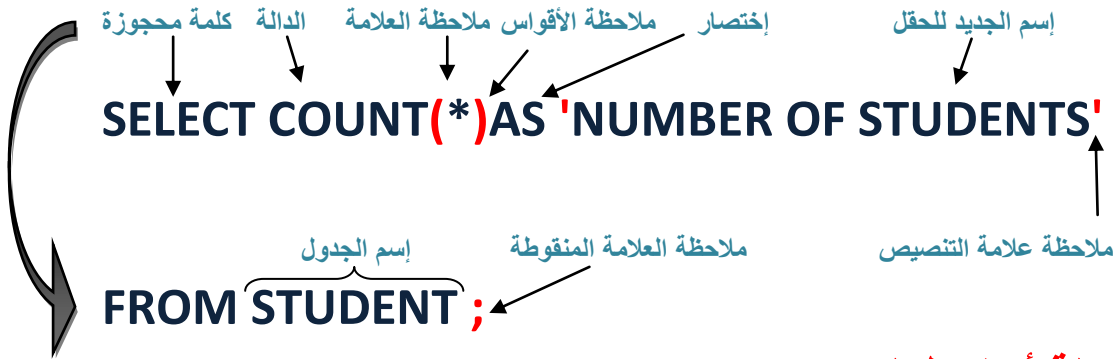 كلمة محجوزة الدالة ملاحظة العلامة ملاحظة الأقواس إختصار إسم الجديد للحقل
SELECT COUNT(*)AS 'NUMBER OF STUDENTS'
إسم الجدول ملاحظة العلامة المنقوطة ملاحظة علامة التنصيص
FROM STUDENT ;